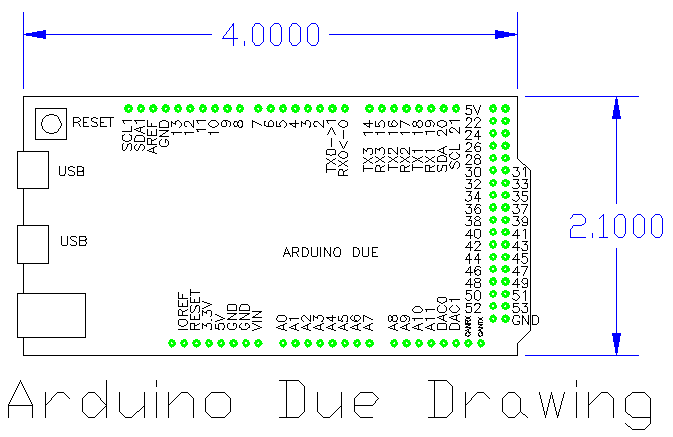 4.0000
RESET
SCL1
SDA1
AREF
GND
13
12
11
10
9
8
7
6
5
4
3
2
TX0->1
RX0<-0
TX3 14
RX3 15
TX2 16
RX2 17
TX1 18
RX1 19
SDA 20
SCL 21
5V
22
24
26
28
30 31
32 33
34 35
36 37
38 39
40 41
42 43
44 45
46 47
48 49
50 51
52 53
GND
USB
USB
2.1000
ARDUINO DUE
IOREF
RESET
3.3V
5V
GND
GND
VIN
A0
A1
A2
A3
A4
A5
A6
A7
A8
A9
A10
A11
DAC0
DAC1
Arduino Due Drawing